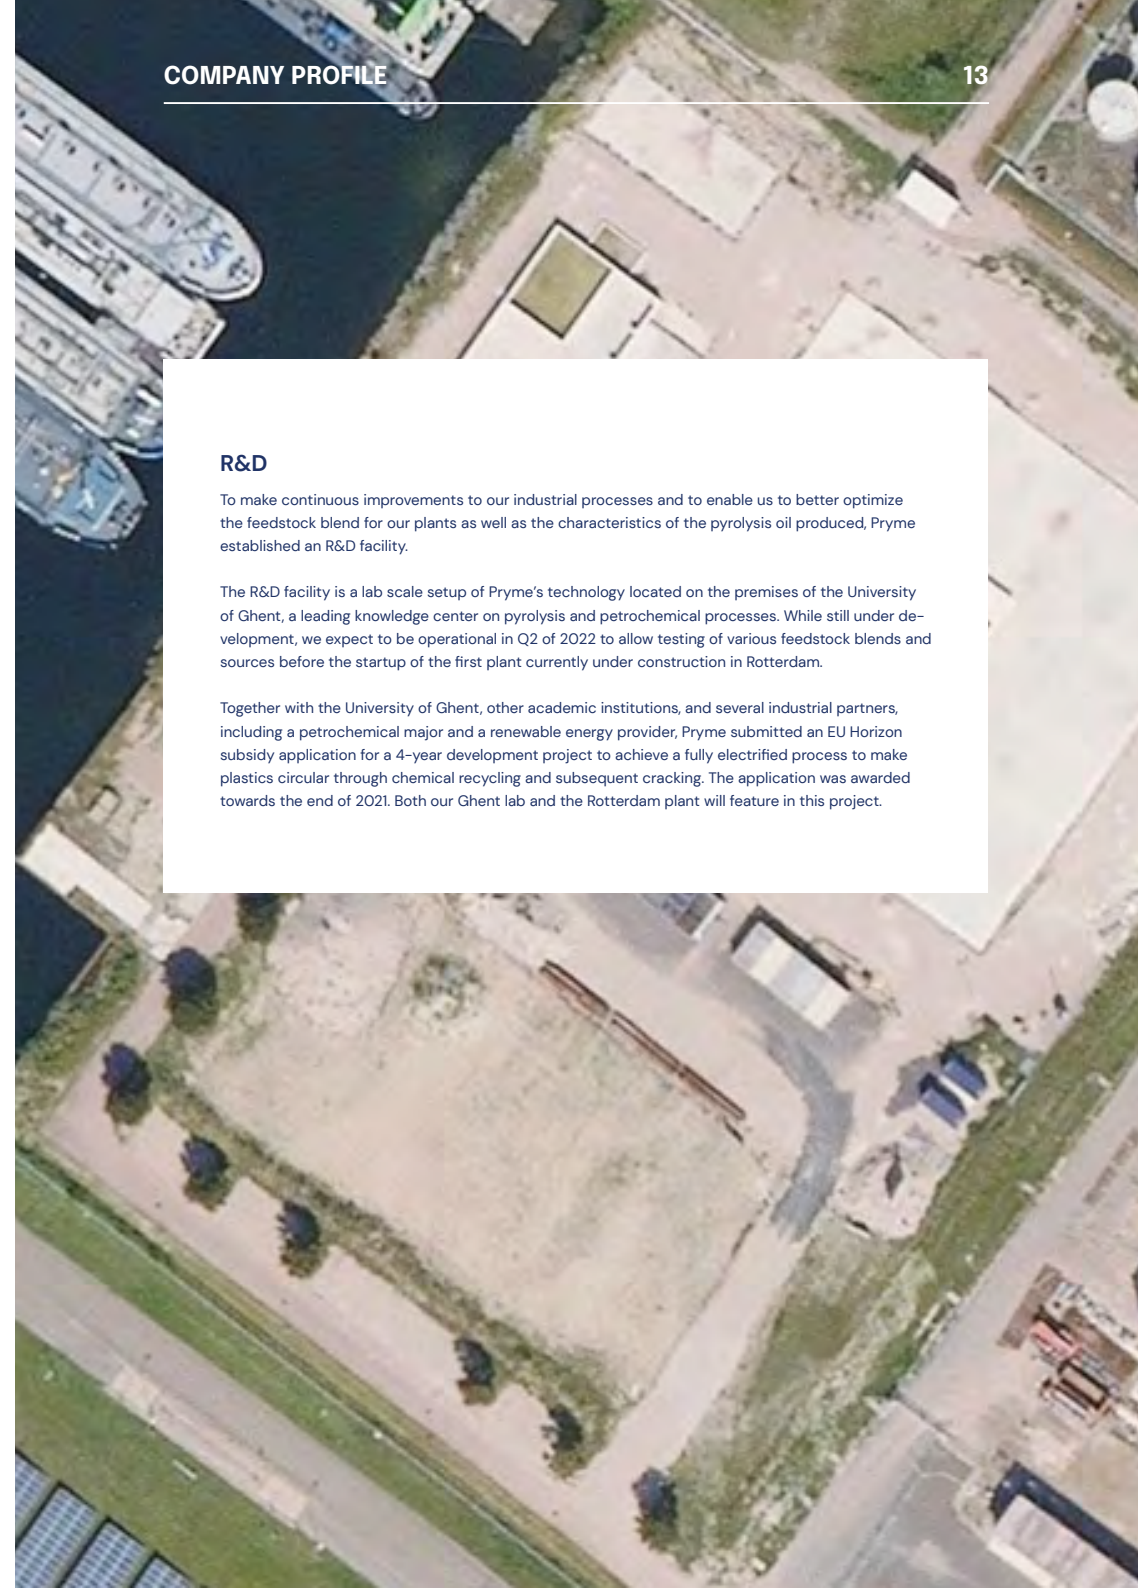 COMPANY PROFILE 13
R&D
To make continuous improvements to our industrial processes and to enable us to better optimize
the feedstock blend for our plants as well as the characteristics of the pyrolysis oil produced, Pryme
established an R&D facility.
The R&D facility is a lab scale setup of Pryme’s technology located on the premises of the University
of Ghent, a leading knowledge center on pyrolysis and petrochemical processes. While still under de-
velopment, we expect to be operational in Q2 of 2022 to allow testing of various feedstock blends and
sources before the startup of the first plant currently under construction in Rotterdam.
Together with the University of Ghent, other academic institutions, and several industrial partners,
including a petrochemical major and a renewable energy provider, Pryme submitted an EU Horizon
subsidy application for a 4-year development project to achieve a fully electrified process to make
plastics circular through chemical recycling and subsequent cracking. The application was awarded
towards the end of 2021. Both our Ghent lab and the Rotterdam plant will feature in this project.